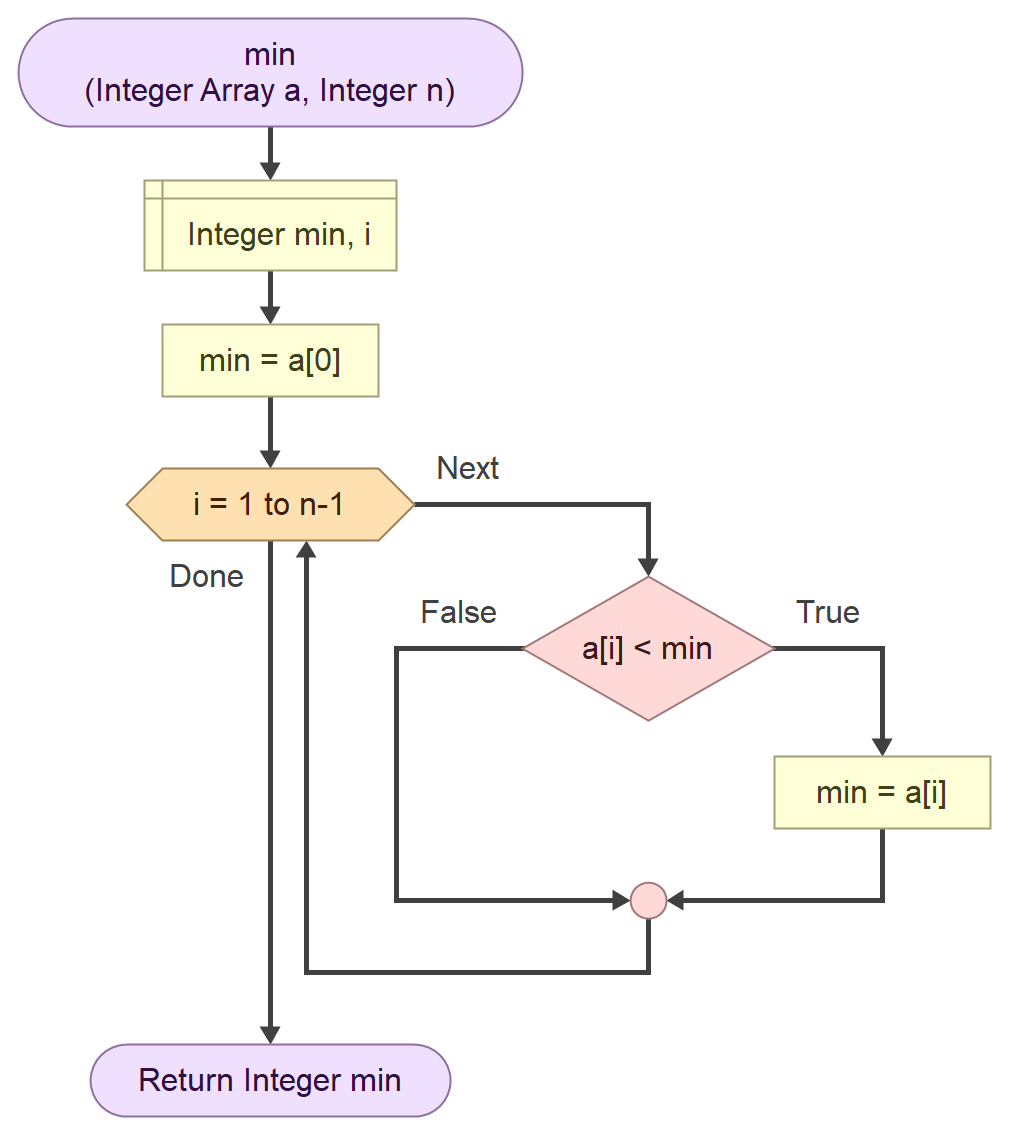 min
(Integer Array a, Integer n)
Integer min, i
min = a[0]
i = 1 to n-1
Next
Done
False
True
a[i] < min
min = a[i]
Return Integer min